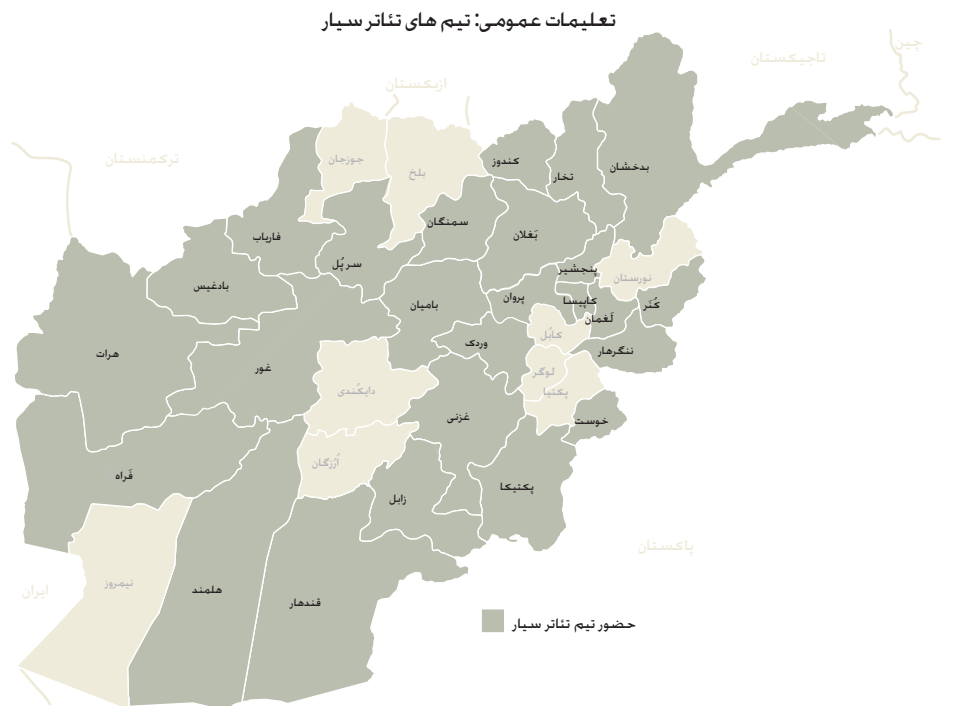 تعلیمات عمومی: تیم های تئاتر سیار
چین
تاجیکستان
ازبکستان
ترکمنستان
جوزجان
بلخ
کندوز
تخار
بدخشان
فاریاب
سرپُل
سمنگان
بَغلان
پنجشیر
نورستان
بادغیس
بامیان
پروان
کاپیسا
لَغمان
کُنَر
کابُل
وردک
ننگرهار
هرات
غور
دایکُندی
لوگر
پکتیا
خوست
غزنی
اُرُزگان
فَراه
زابل
پکتیکا
پاکستان
ایران
نیمروز
هلمند
قندهار
حضور تیم تئاتر سیار